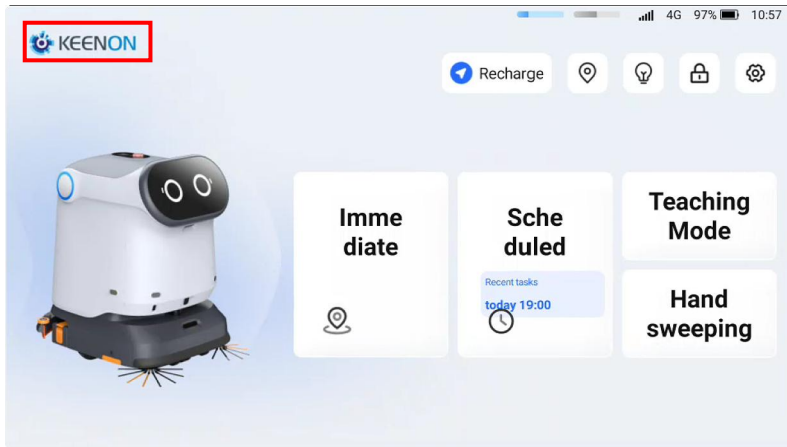 4G 97% 10:57
KEENON
Recharge
Imme
diate
Sche
duled
Recent tasks
today 19:00
Teaching
Mode
Hand
sweeping